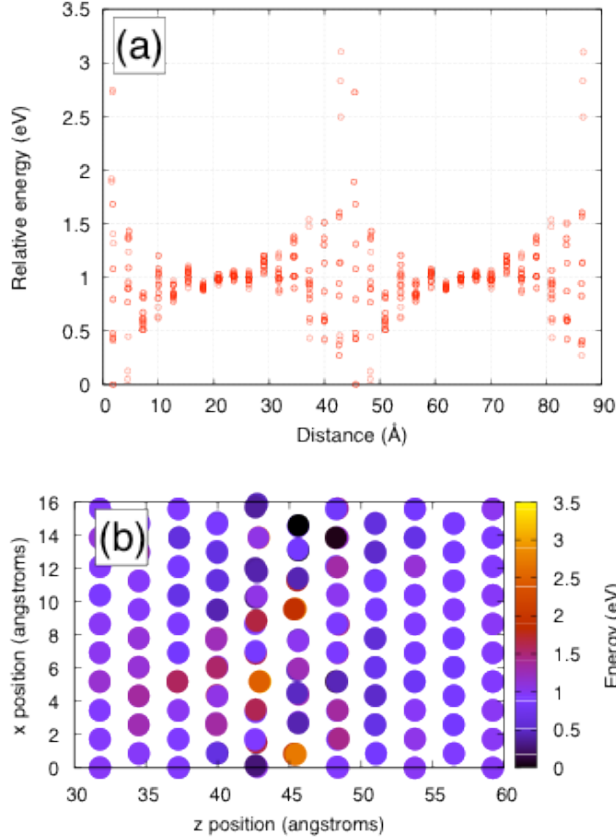 (a)
Relative energy (eV)
3.5
3
2.5
2
1.5
1
0.5
0
0 10 20 30 40 50 60 70 80 90
Distance (Å)
(b)
x position (angstroms)
16
14
12
10
8
6
4
2
0
30 35 40 45 50 55 60
z position (angstroms)
3.5
3
2.5
2
1.5
1
0.5
0
Energy (eV)